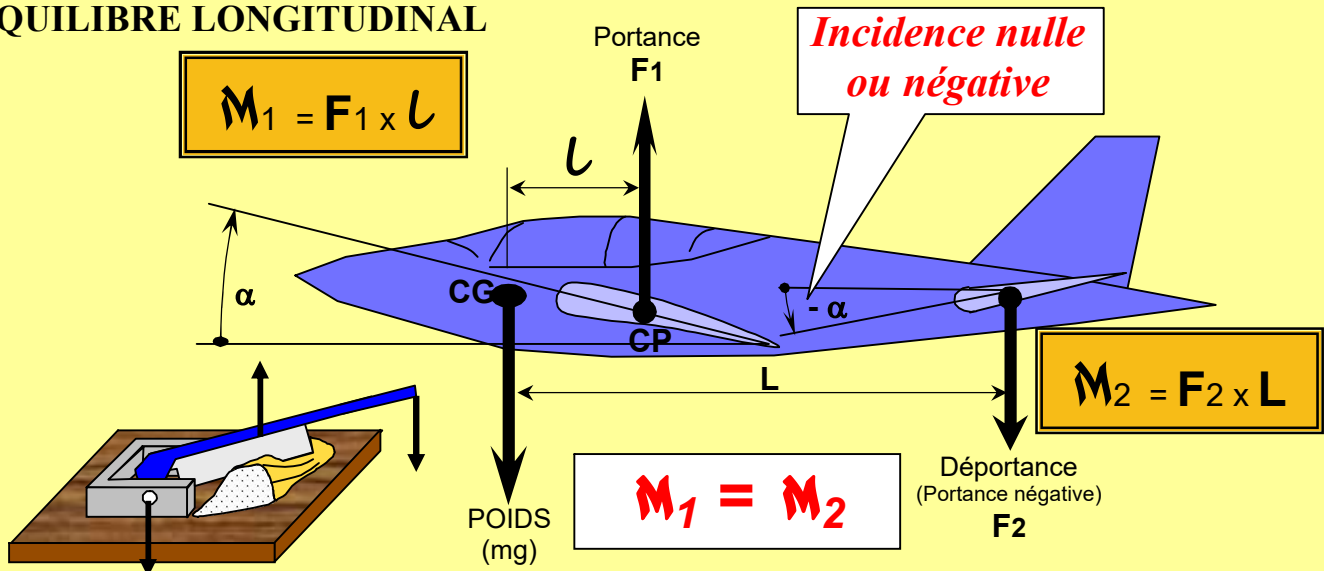 QUILIBRE LONGITUDINAL
M1 = F1 x l
Portance
F1
Incidence nulle
ou négative
l
α
CG
CP
- α
L
M2 = F2 x L
POIDS
(mg)
M1 = M2
Déportance
(Portance négative)
F2